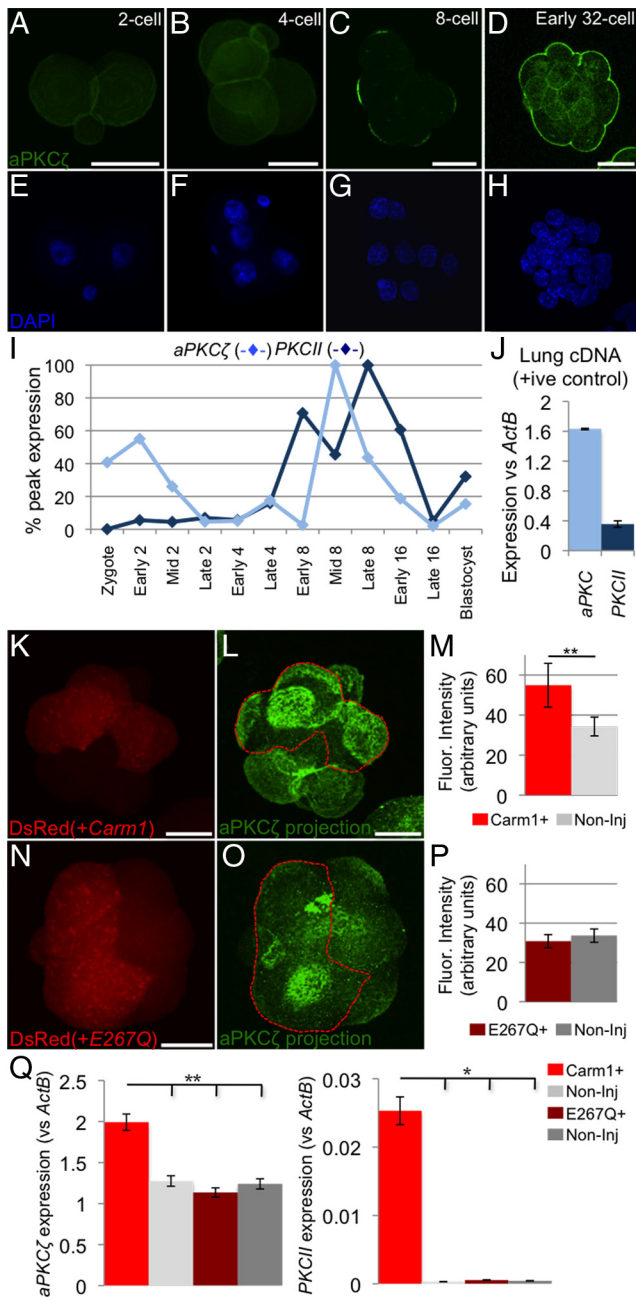 A 2-cell
B 4-cell
C 8-cell
D Early 32-cell
aPKCζ
E
F
G
H
DAPI
I
aPKCζ (-◆-) PKCII (-◆-)
% peak expression
100
80
60
40
20
0
Zygote
Early 2
Mid 2
Late 2
Early 4
Late 4
Early 8
Mid 8
Late 8
Early 16
Late 16
Blastocyst
J
Lung cDNA
(+ive control)
Expression vs ActB
1.6
1.2
0.8
0.4
0
aPKC
PKCII
K
DsRed(+Carm1)
L
aPKCζ projection
M
Fluor. Intensity
(arbitrary units)
60
40
20
0
**
Carm1+ Non-Inj
N
DsRed(+E267Q)
O
aPKCζ projection
P
Fluor. Intensity
(arbitrary units)
60
40
20
0
E267Q+ Non-Inj
Q
aPKCζ expression (vs ActB)
2.5
2
1.5
1
0.5
0
**
PKCII expression (vs ActB)
0.03
0.02
0.01
0
*
Carm1+
Non-Inj
E267Q+
Non-Inj